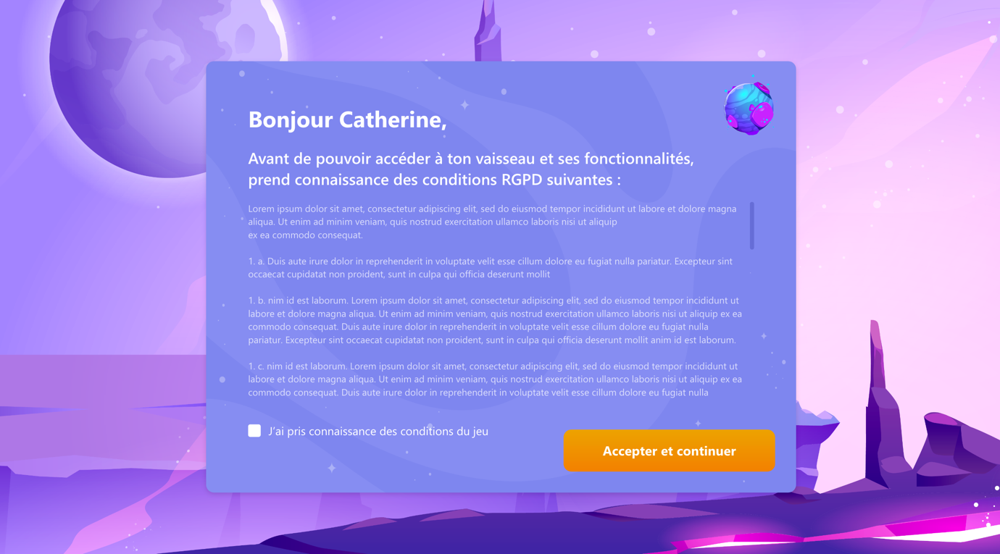 Bonjour Catherine,
Avant de pouvoir accéder à ton vaisseau et ses fonctionnalités,
prend connaissance des conditions RGPD suivantes :
Lorem ipsum dolor sit amet, consectetur adipiscing elit, sed do eiusmod tempor incididunt ut labore et dolore magna
aliqua. Ut enim ad minim veniam, quis nostrud exercitation ullamco laboris nisi ut aliquip
ex ea commodo consequat.
1. a. Duis aute irure dolor in reprehenderit in voluptate velit esse cillum dolore eu fugiat nulla pariatur. Excepteur sint
occaecat cupidatat non proident, sunt in culpa qui officia deserunt mollit
1. b. nim id est laborum. Lorem ipsum dolor sit amet, consectetur adipiscing elit, sed do eiusmod tempor incididunt ut
labore et dolore magna aliqua. Ut enim ad minim veniam, quis nostrud exercitation ullamco laboris nisi ut aliquip ex ea
commodo consequat. Duis aute irure dolor in reprehenderit in voluptate velit esse cillum dolore eu fugiat nulla
pariatur. Excepteur sint occaecat cupidatat non proident, sunt in culpa qui officia deserunt mollit anim id est laborum.
1. c. nim id est laborum. Lorem ipsum dolor sit amet, consectetur adipiscing elit, sed do eiusmod tempor incididunt ut
labore et dolore magna aliqua. Ut enim ad minim veniam, quis nostrud exercitation ullamco laboris nisi ut aliquip ex ea
commodo consequat. Duis aute irure dolor in reprehenderit in voluptate velit esse cillum dolore eu fugiat nulla
J'ai pris connaissance des conditions du jeu
Accepter et continuer